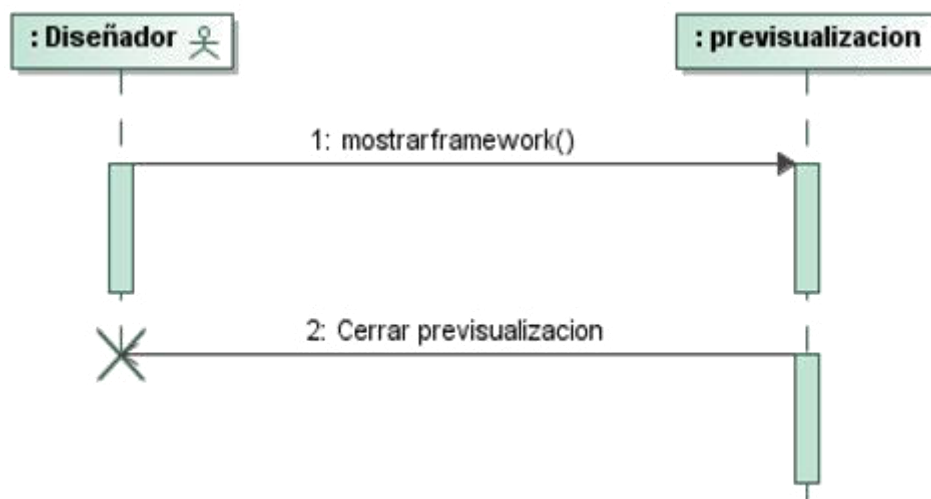 : Diseñador
: previsualizacion
1: mostrarframework()
2: Cerrar previsualizacion